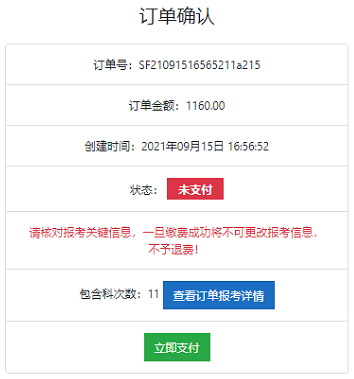 订单确认
订单号：SF21091516565211a215
订单金额：1160.00
创建时间：2021年09月15日 16:56:52
状态： 未支付
请核对报考关键信息，一旦缴费成功将不可更改报考信息，
不予退费！
包含科次数：11 查看订单报考详情
立即支付